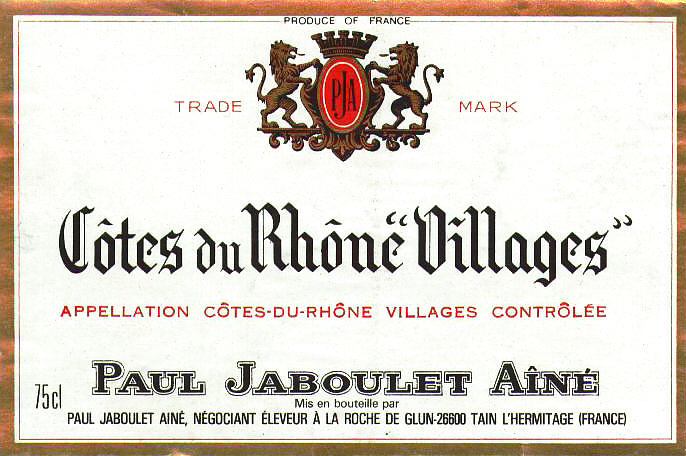 PRODUCE OF FRANCE
PJA
TRADE MARK
Côtes du Rhône “Villages”
APPELLATION CÔTES-DU-RHÔNE VILLAGES CONTRÔLÉE
75cl
PAUL JABOULET AÎNÉ
Mis en bouteille par
PAUL JABOULET AINÉ, NÉGOCIANT ÉLEVEUR À LA ROCHE DE GLUN-26600 TAIN L'HERMITAGE (FRANCE)